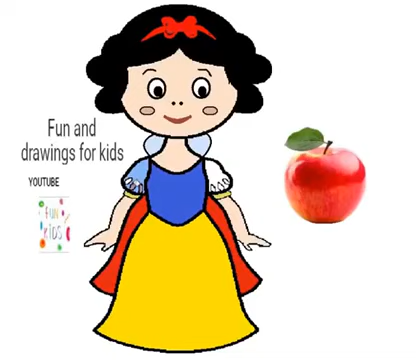 Fun and
drawings for kids
YOUTUBE
FUN
KIDS